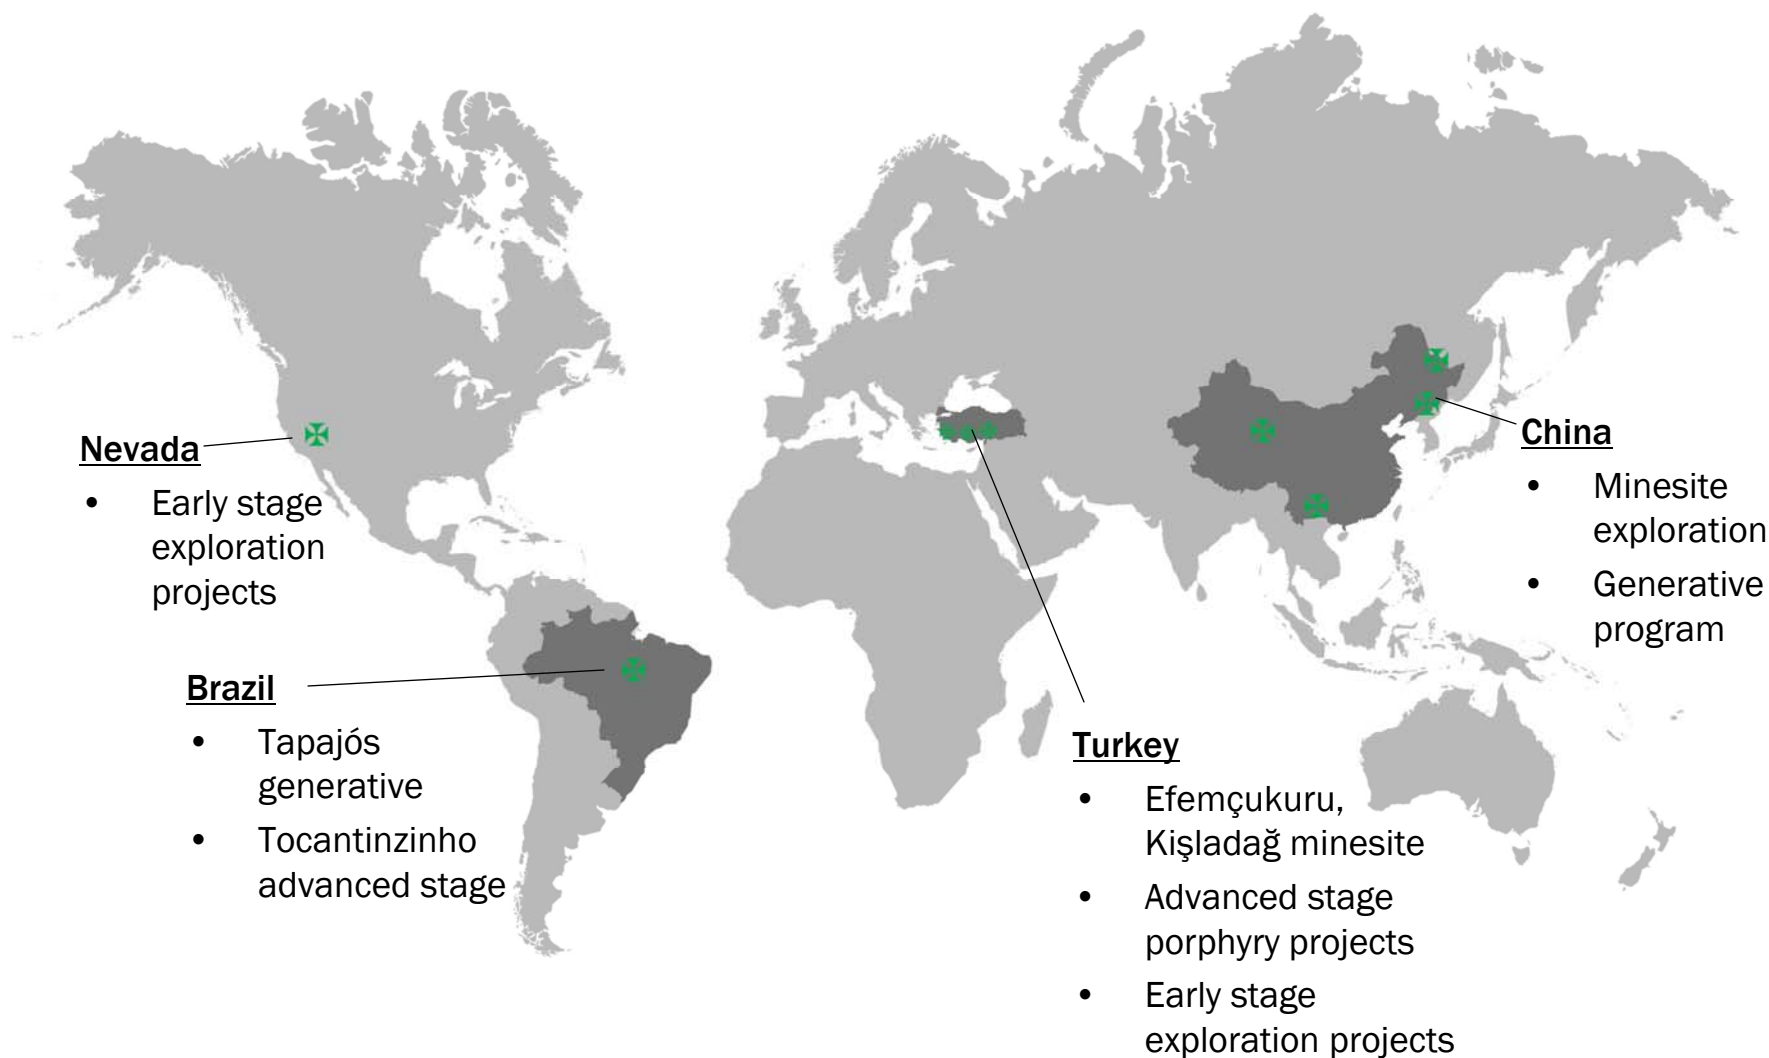 Nevada
• Early stage
exploration
projects
Brazil
• Tapajós
generative
• Tocantinzinho
advanced stage
Turkey
• Efemçukuru,
Kişladağ minesite
• Advanced stage
porphyry projects
• Early stage
exploration projects
China
• Minesite
exploration
• Generative
program